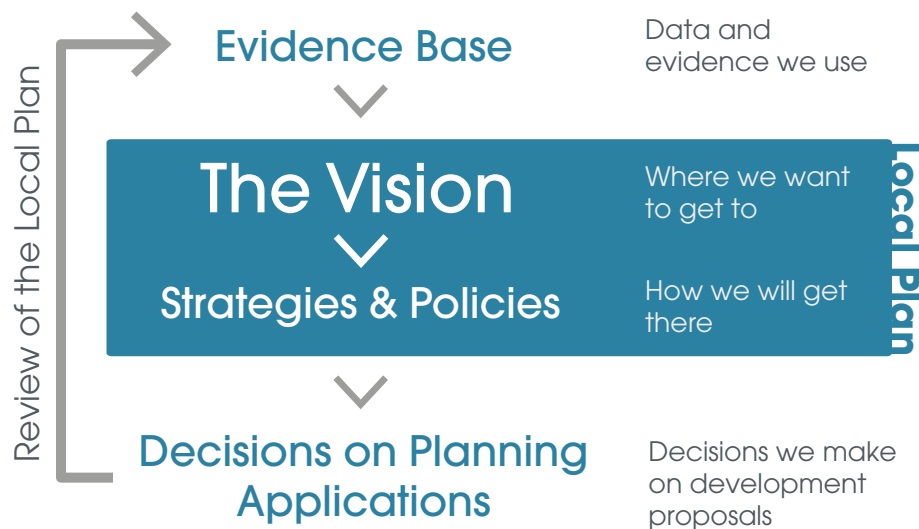 Review of the Local Plan
Evidence Base
Data and
evidence we use
The Vision
Where we want
to get to
Strategies & Policies
How we will get
there
Local Plan
Decisions on Planning
Applications
Decisions we make
on development
proposals